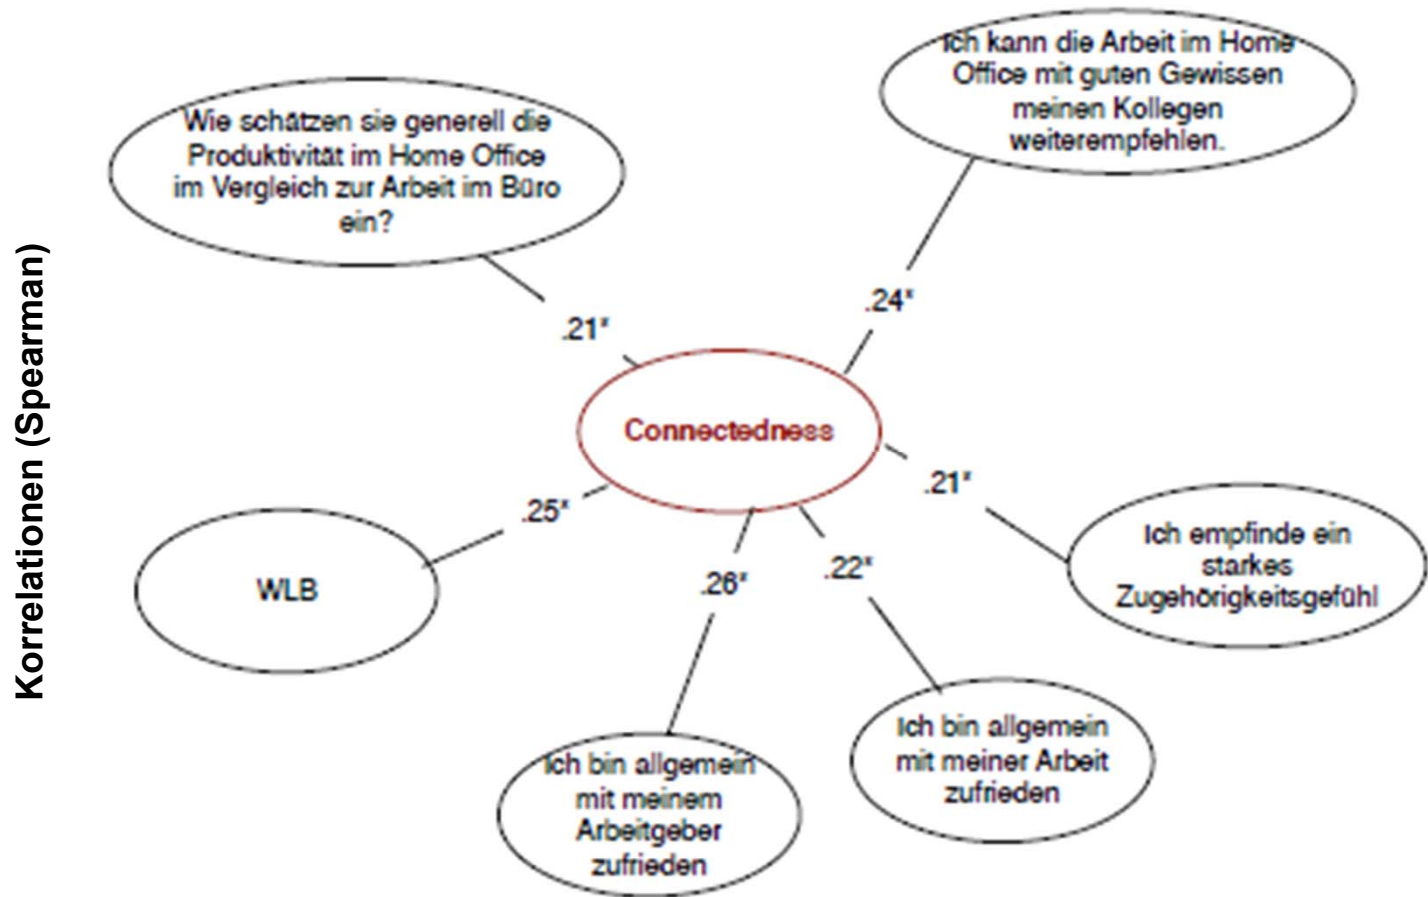 Korrelationen (Spearman)
Ich kann die Arbeit im Home
Office mit guten Gewissen
meinen Kollegen
weiterempfehlen.
Wie schätzen sie generell die
Produktivität im Home Office
im Vergleich zur Arbeit im Büro
ein?
.24*
.21*
Connectedness
.21*
.25*
Ich empfinde ein
starkes
Zugehörigkeitsgefühl
.22*
.26*
WLB
Ich bin allgemein
mit meiner Arbeit
zufrieden
Ich bin allgemein
mit meinem
Arbeitgeber
zufrieden